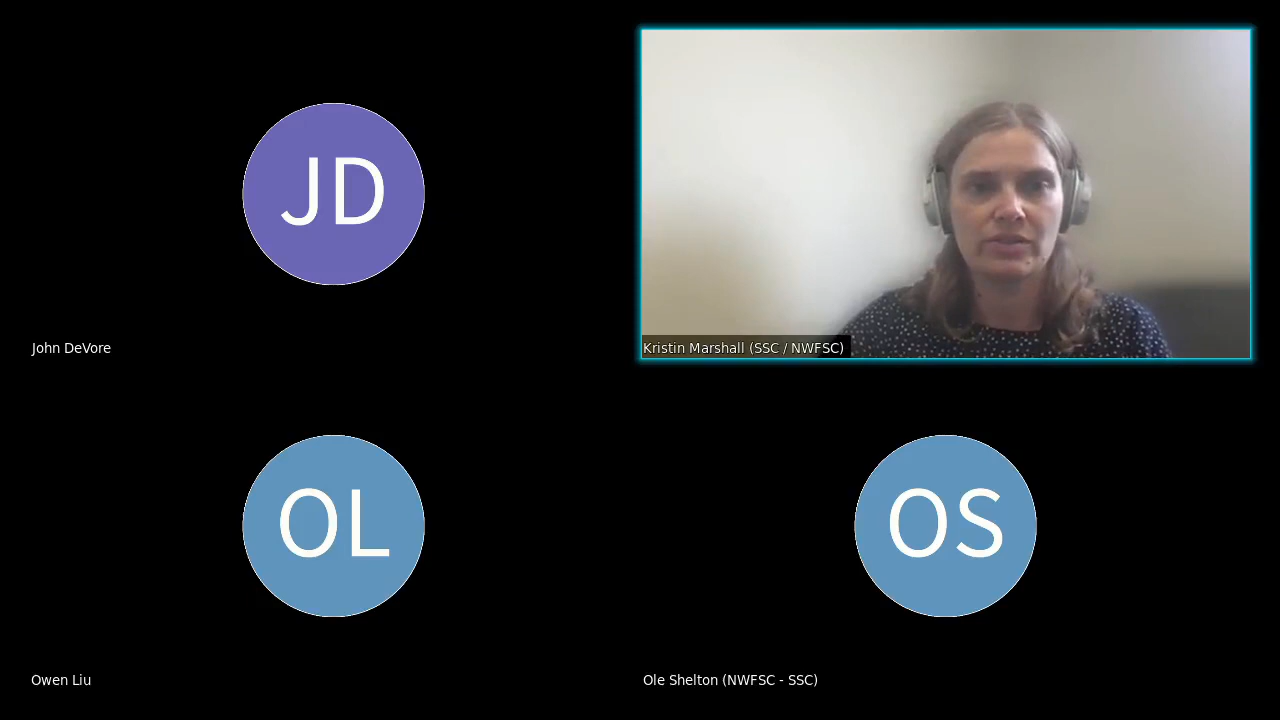 JD
John DeVore
Kristin Marshall (SSC / NWFSC)
OL
OS
Owen Liu
Ole Shelton (NWFSC - SSC)